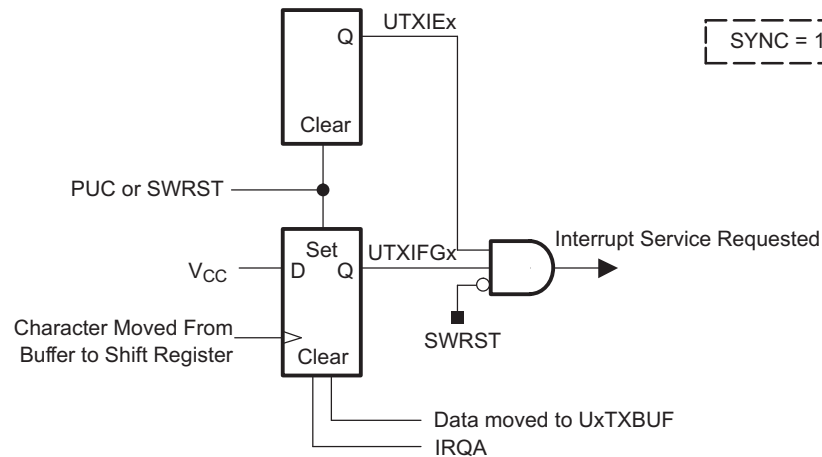 Q
UTXIEx
SYNC = 1
Clear
PUC or SWRST
Set
UTXIFGx
Interrupt Service Requested
VCC
D
Q
Character Moved From
Buffer to Shift Register
SWRST
Clear
Data moved to UxTXBUF
IRQA